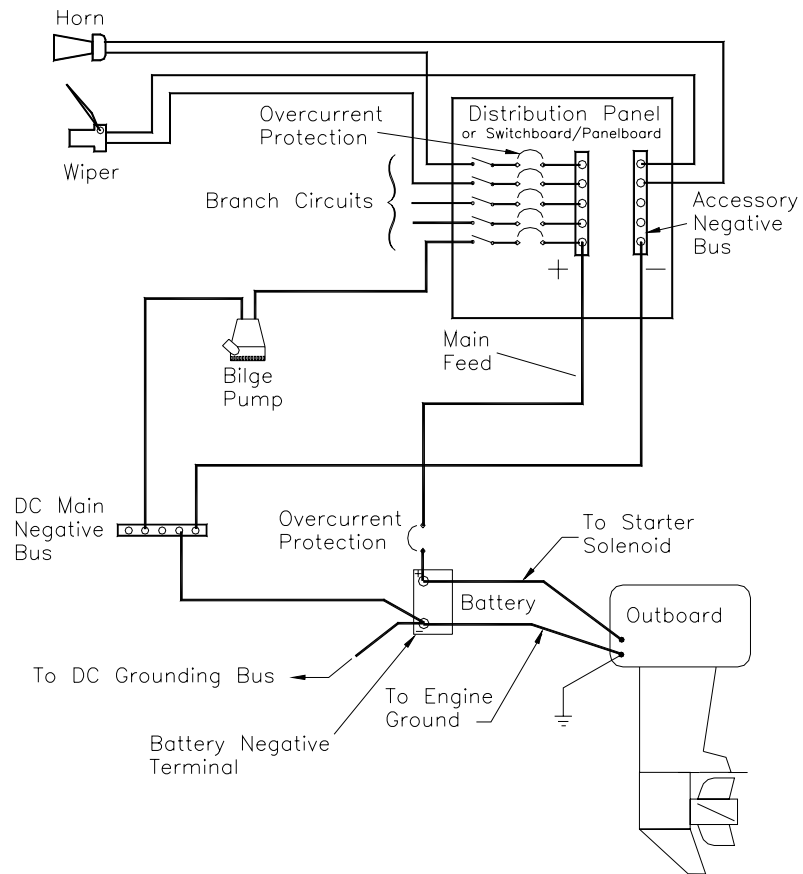 Horn
Overcurrent
Protection
Distribution Panel
or Switchboard/Panelboard
Wiper
Branch Circuits
Accessory
Negative
Bus
+
−
Main
Feed
Bilge
Pump
DC Main
Negative
Bus
Overcurrent
Protection
To Starter
Solenoid
+
Battery
−
Outboard
To DC Grounding Bus
To Engine
Ground
Battery Negative
Terminal